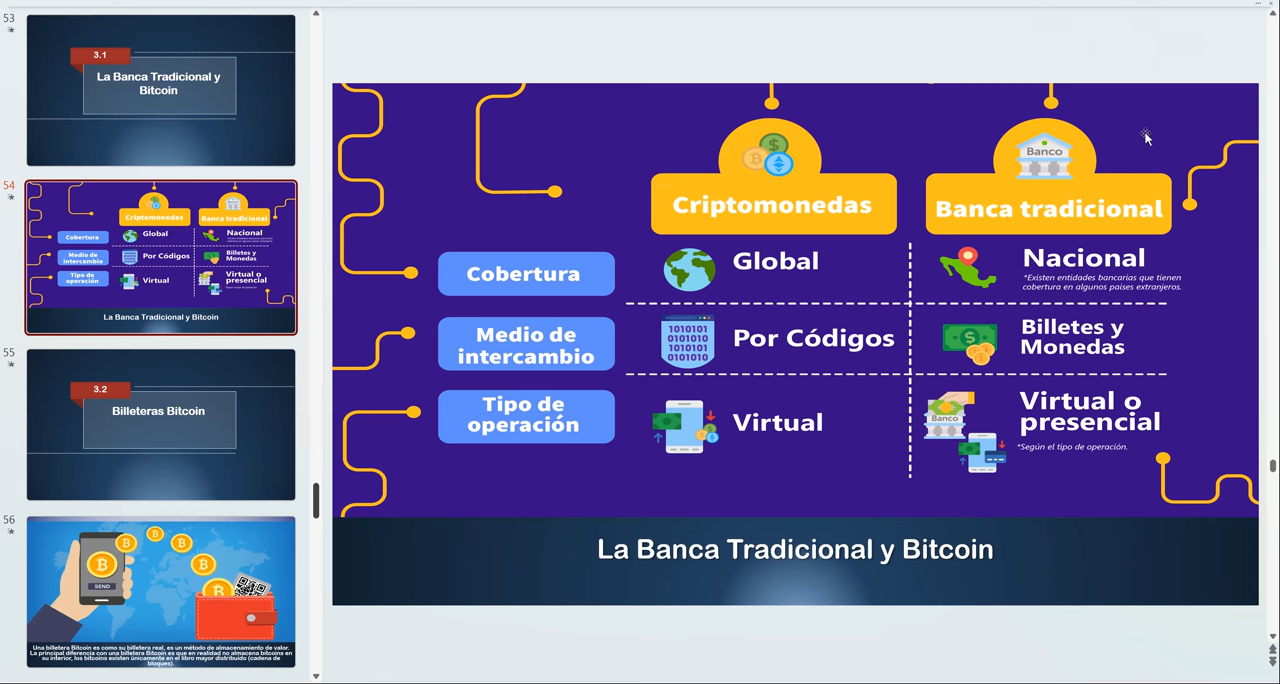 53
3.1
La Banca Tradicional y
Bitcoin
54
Criptomonedas
Banca tradicional
Cobertura
Global
Nacional
Medio de
intercambio
Por Códigos
Billetes y
Monedas
Tipo de
operación
Virtual
Virtual o
presencial
La Banca Tradicional y Bitcoin
55
3.2
Billeteras Bitcoin
56
SEND
Una billetera Bitcoin es como su billetera real, es un método de almacenamiento de valor.
La principal diferencia con una billetera Bitcoin es que en realidad no almacena bitcoins en
su interior, los bitcoins existen únicamente en el libro mayor distribuido (cadena de
bloques).
Banco
Criptomonedas
Banca tradicional
Cobertura
Global
Nacional
*Existen entidades bancarias que tienen
cobertura en algunos países extranjeros.
Medio de
intercambio
1010101
0101010
1010101
0101010
Por Códigos
Billetes y
Monedas
Tipo de
operación
Virtual
Banco
Virtual o
presencial
*Según el tipo de operación.
La Banca Tradicional y Bitcoin